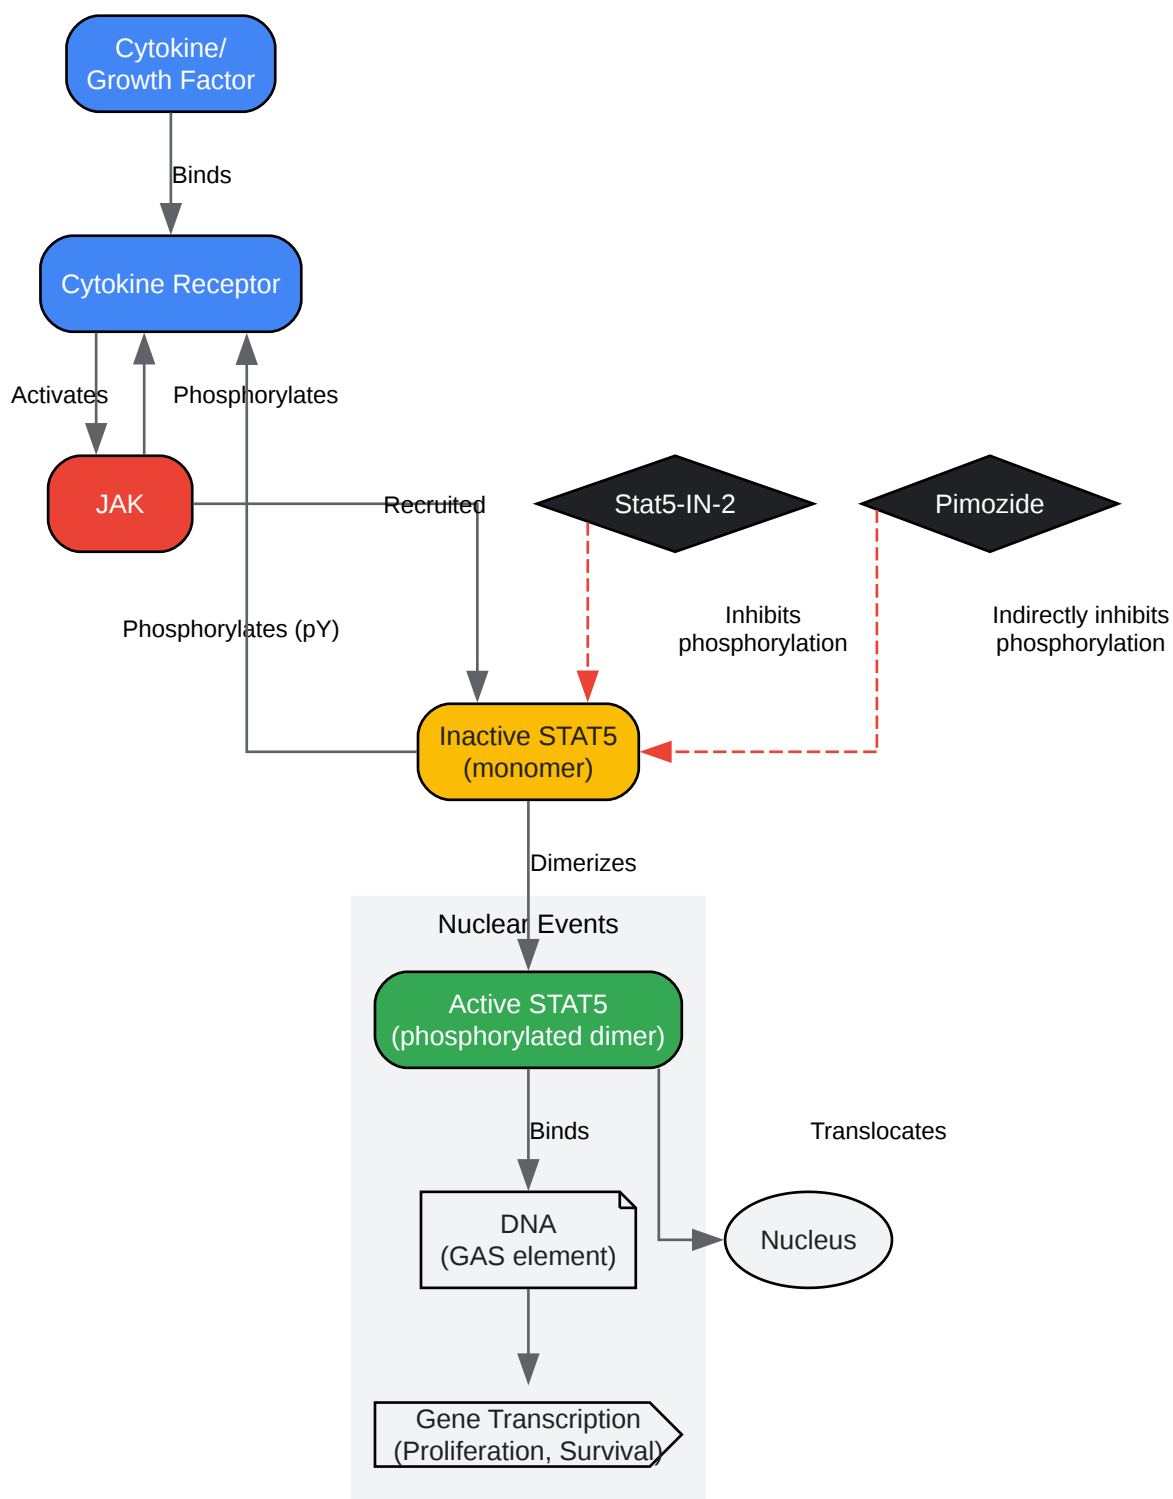 Cytokine/
Growth Factor
Binds
Cytokine Receptor
Activates
Phosphorylates
JAK
Recruited
Stat5-IN-2
Pimozide
Phosphorylates (pY)
Inhibits
phosphorylation
Indirectly inhibits
phosphorylation
Inactive STAT5
(monomer)
Dimerizes
Nuclear Events
Active STAT5
(phosphorylated dimer)
Binds
Translocates
DNA
(GAS element)
Nucleus
Gene Transcription
(Proliferation, Survival)